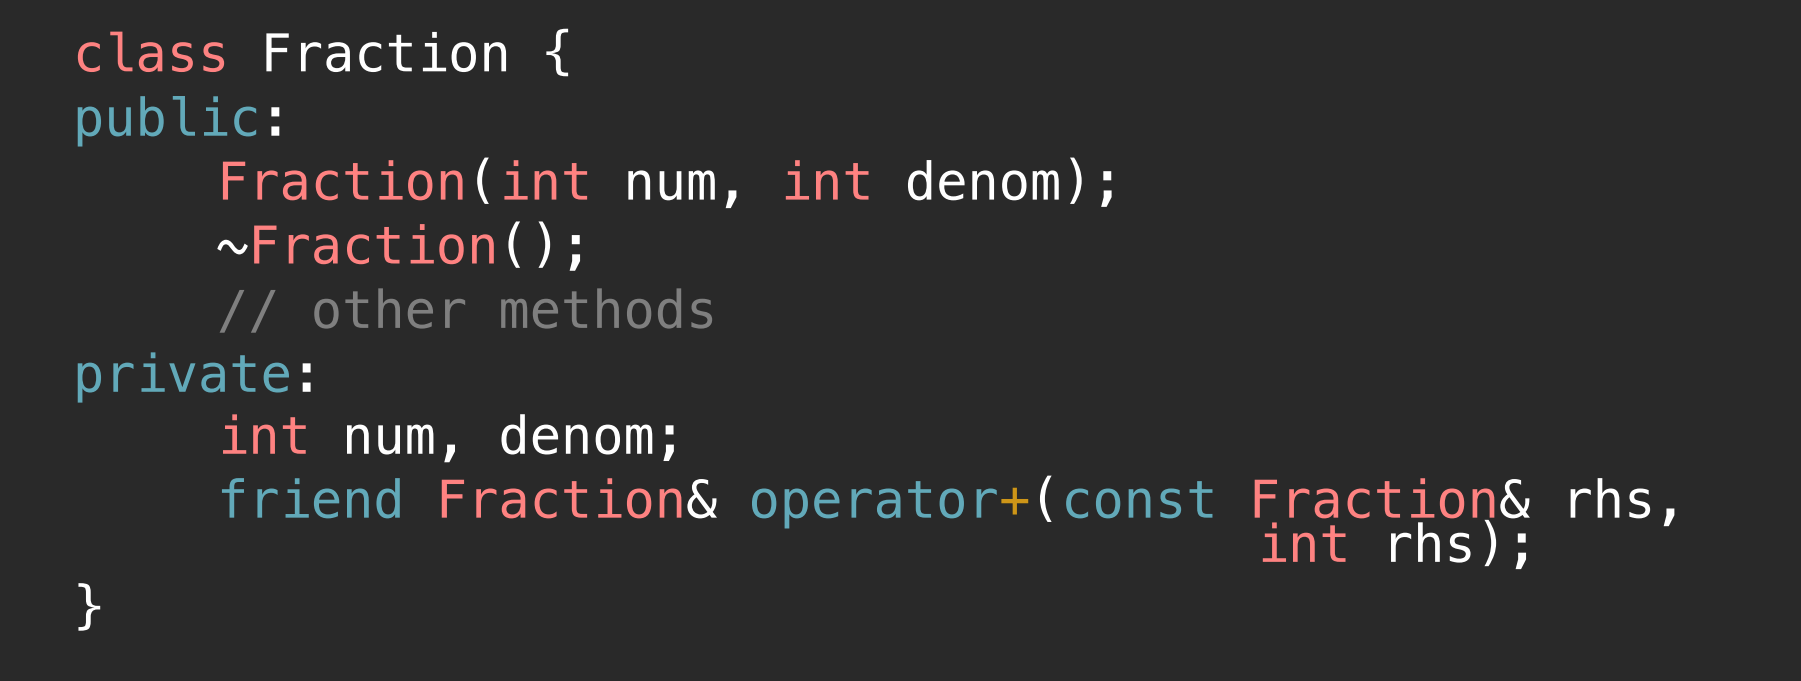 class Fraction {
public:
Fraction(int num, int denom);
~Fraction();
// other methods
private:
int num, denom;
friend Fraction& operator+(const Fraction& rhs,
int rhs);
}